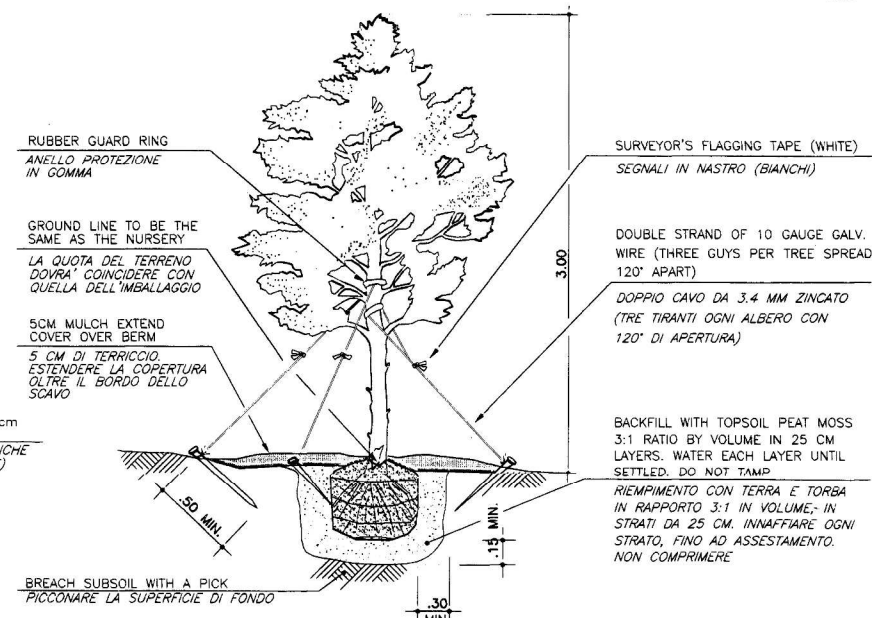 RUBBER GUARD RING
ANELLO PROTEZIONE
IN GOMMA
GROUND LINE TO BE THE
SAME AS THE NURSERY
LA QUOTA DEL TERRENO
DOVRA' COINCIDERE CON
QUELLA DELL'IMBALLAGGIO
5CM MULCH EXTEND
COVER OVER BERM
5 CM DI TERRICCIO.
ESTENDERE LA COPERTURA
OLTRE IL BORDO DELLO
SCAVO
cm
ICHE
)
.50 MIN.
BREACH SUBSOIL WITH A PICK
PICCONARE LA SUPERFICIE DI FONDO
3.00
.15 MIN.
.30
MIN
SURVEYOR'S FLAGGING TAPE (WHITE)
SEGNALI IN NASTRO (BIANCHI)
DOUBLE STRAND OF 10 GAUGE GALV.
WIRE (THREE GUYS PER TREE SPREAD
120° APART)
DOPPIO CAVO DA 3.4 MM ZINCATO
(TRE TIRANTI OGNI ALBERO CON
120° DI APERTURA)
BACKFILL WITH TOPSOIL PEAT MOSS
3:1 RATIO BY VOLUME IN 25 CM
LAYERS. WATER EACH LAYER UNTIL
SETTLED. DO NOT TAMP
RIEMPIMENTO CON TERRA E TORBA
IN RAPPORTO 3:1 IN VOLUME,- IN
STRATI DA 25 CM. INNAFFIARE OGNI
STRATO, FINO AD ASSESTAMENTO.
NON COMPRIMERE